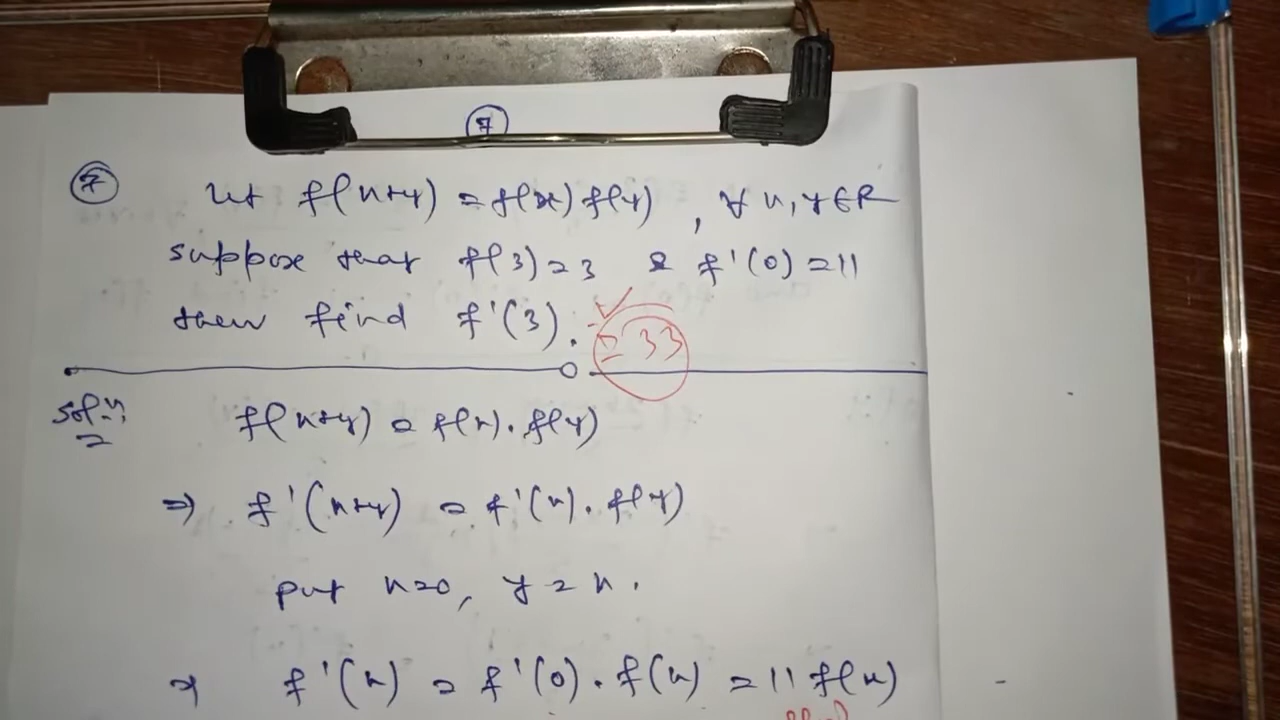 7
7 Let f(x+y) = f(x) f(y), ∀ x, y ∈ R
suppose that f(3) = 3 & f'(0) = 11
then find f'(3). = 33
Soln:
f(x+y) = f(x). f(y)
⇒ f'(x+y) = f'(x). f(y)
put x=0, y = x.
⇒ f'(x) = f'(0). f(x) = 11 f(x)